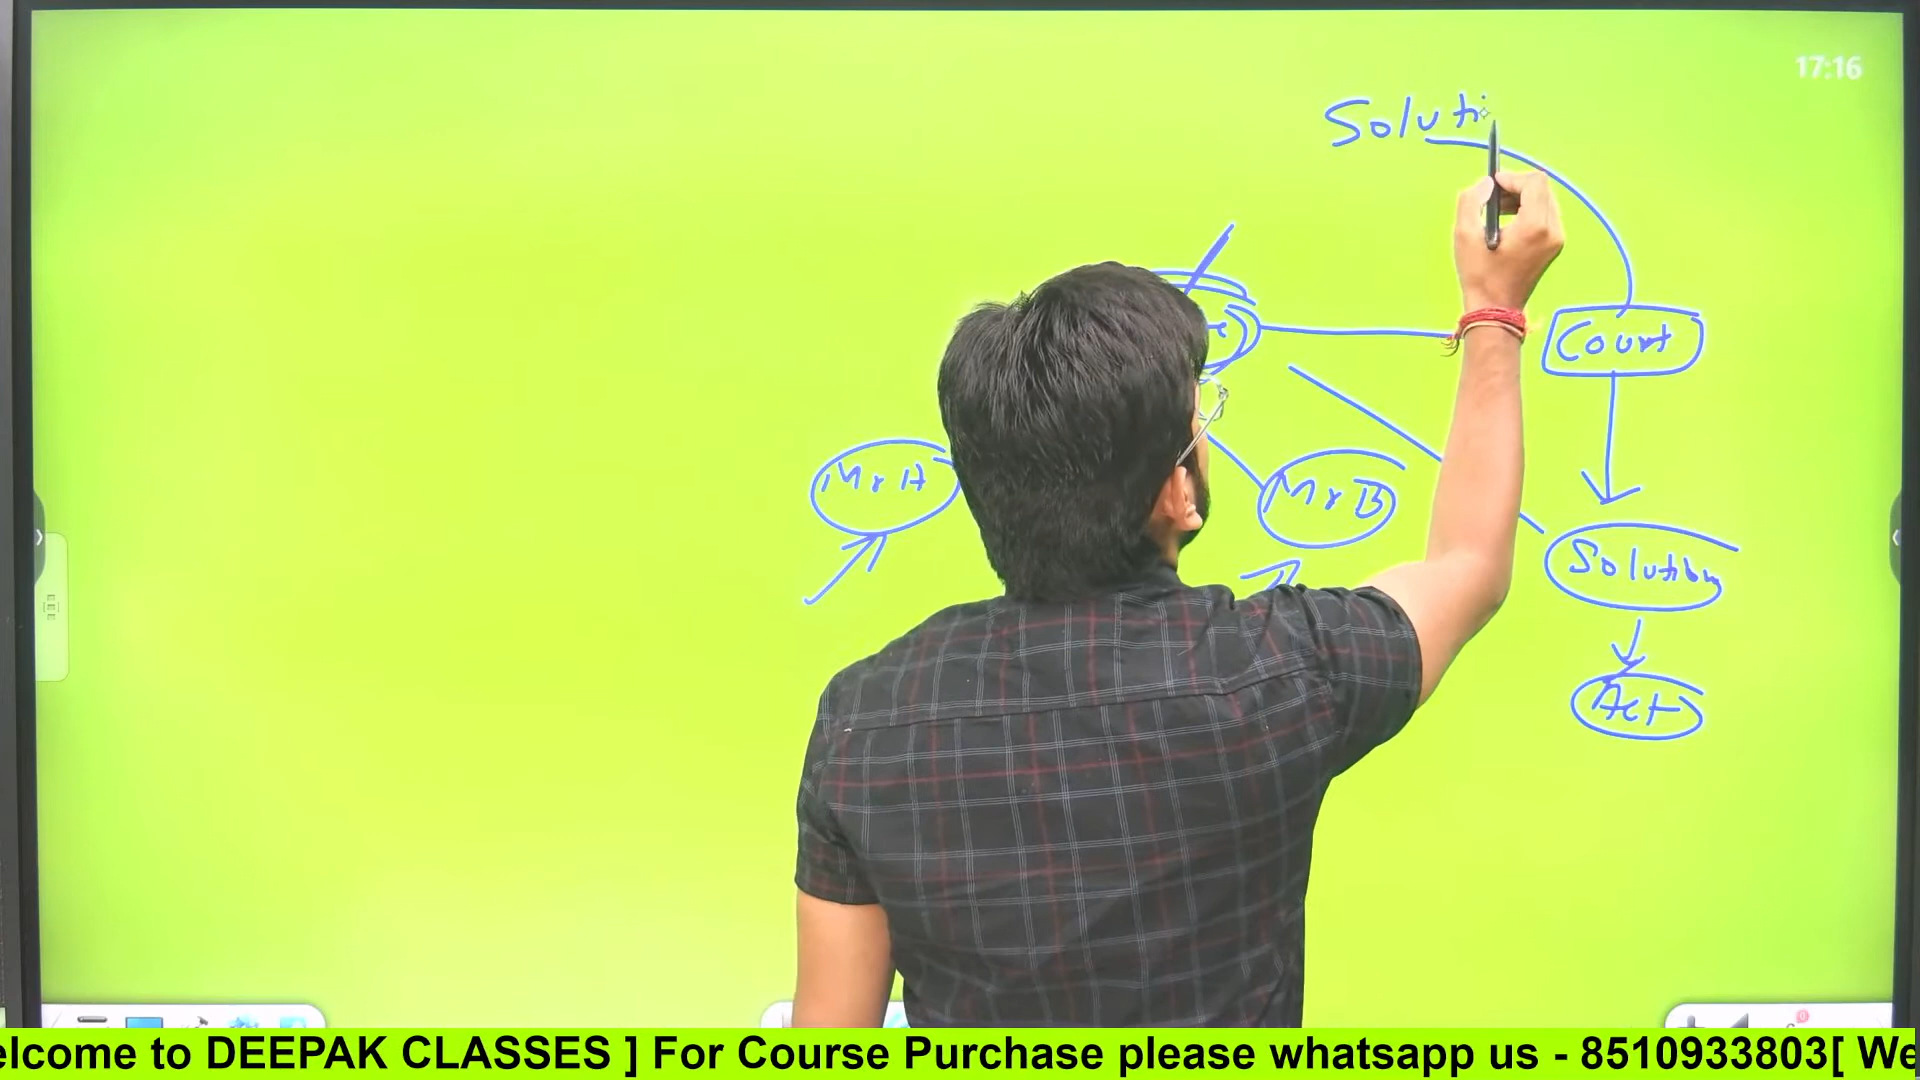 17:16
Soluti
Court
Mr A
Mr B
Solution
Act
elcome to DEEPAK CLASSES ] For Course Purchase please whatsapp us - 8510933803[ We